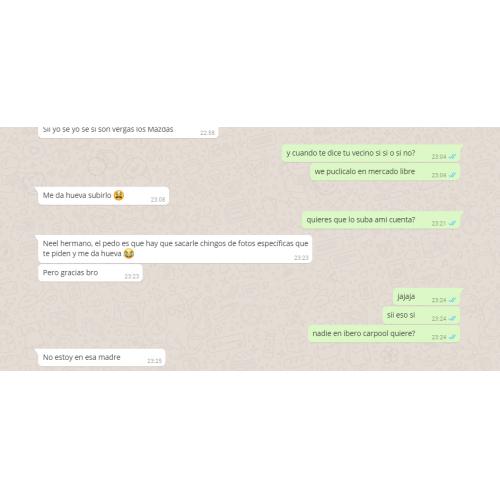 Sii yo se yo se si son vergas los Mazdas
22:58
y cuando te dice tu vecino si si o si no?
23:04
we puclicalo en mercado libre
23:04
Me da hueva subirlo 😫
23:08
quieres que lo suba ami cuenta?
23:21
Neel hermano, el pedo es que hay que sacarle chingos de fotos específicas que
te piden y me da hueva 😂
23:23
Pero gracias bro
23:23
jajaja
23:24
sii eso si
23:24
nadie en ibero carpool quiere?
23:24
No estoy en esa madre
23:25